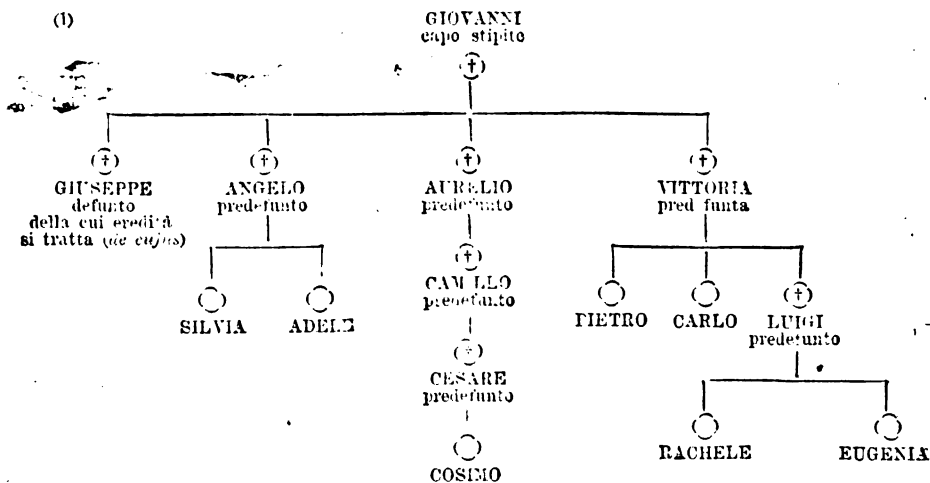 (1)
GIOVANNI
capo stipite
GIUSEPPE
defunto
della cui eredità
si tratta (de cujus)
ANGELO
predefunto
AURELIO
predefunto
VITTORIA
predefunta
CAMILLO
predefunto
SILVIA
ADELE
PIETRO
CARLO
LUIGI
predefunto
CESARE
predefunto
COSIMO
RACHELE
EUGENIA